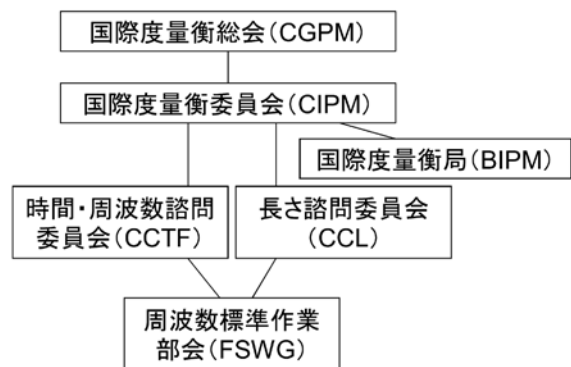 国際度量衡総会(CGPM)
国際度量衡委員会(CIPM)
国際度量衡局(BIPM)
時間・周波数諮問
委員会(CCTF)
長さ諮問委員会
(CCL)
周波数標準作業
部会(FSWG)